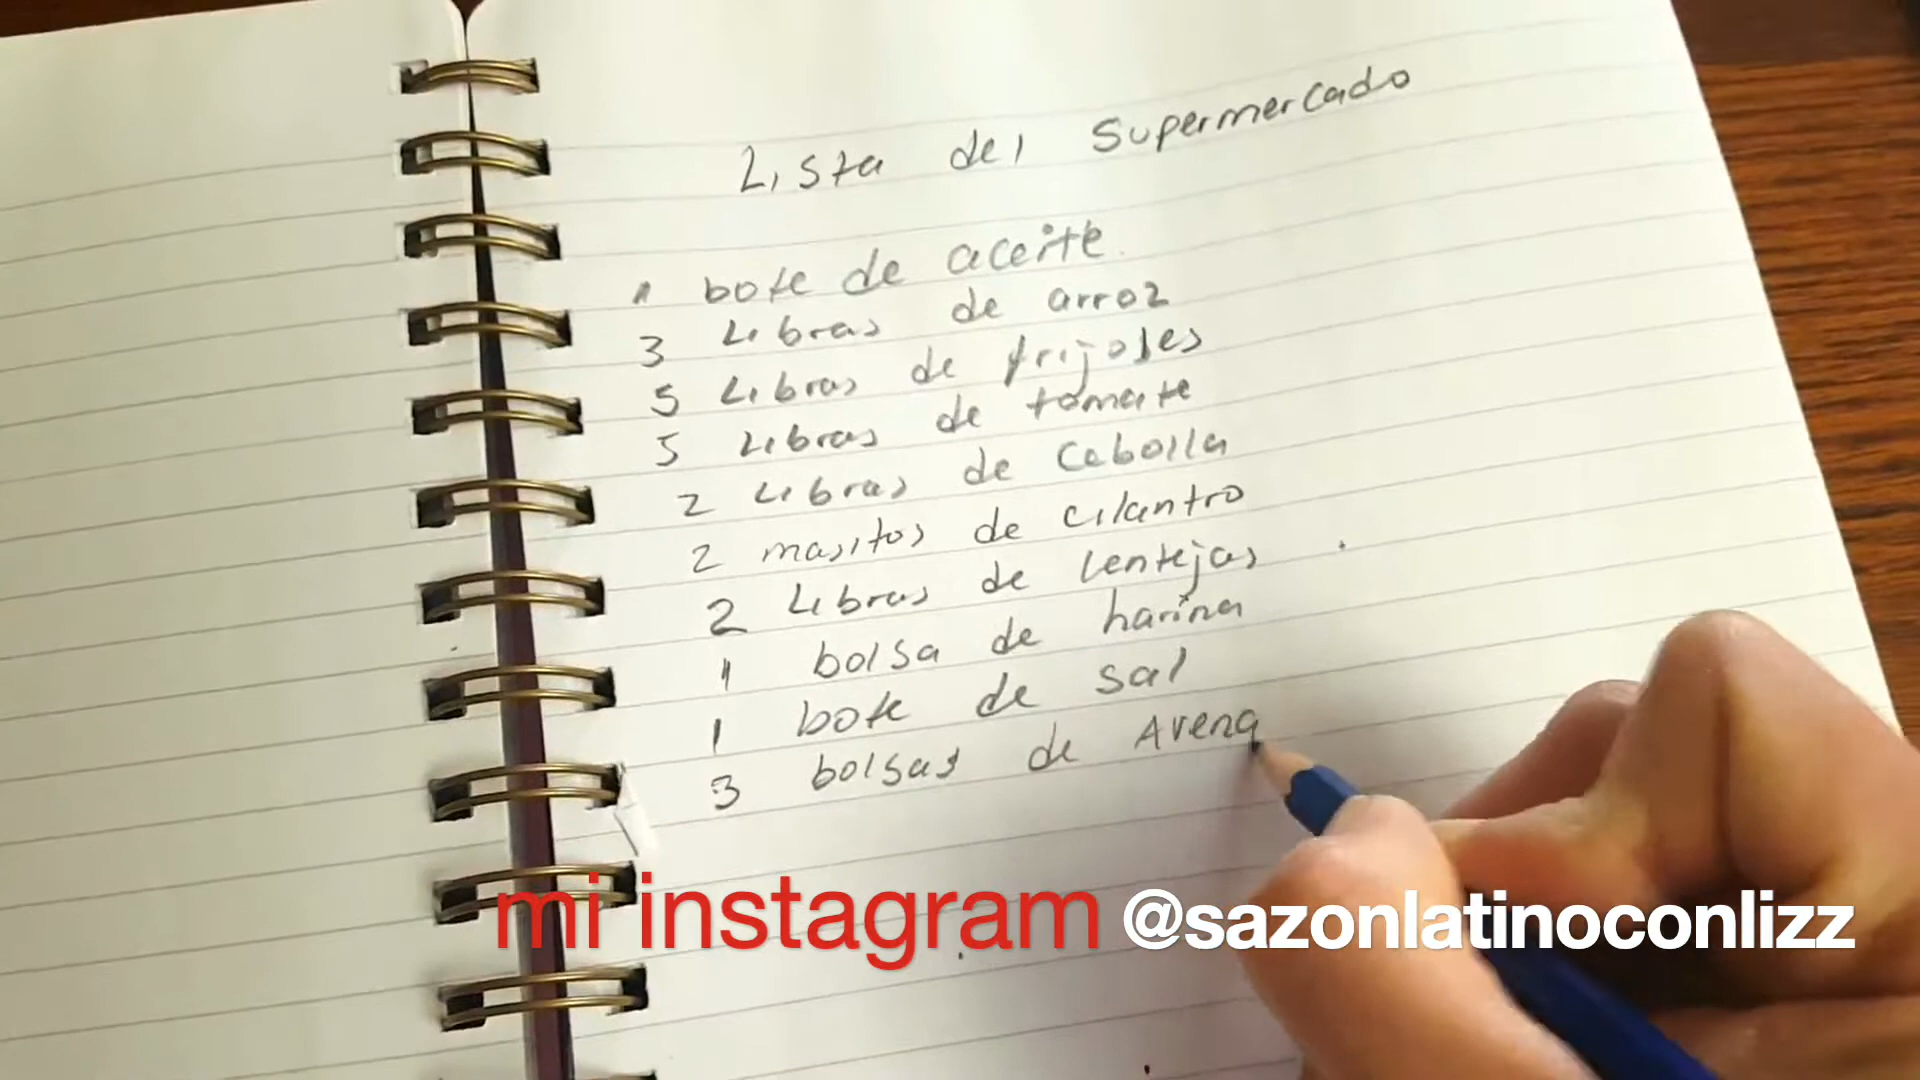 Lista del Supermercado
1 bote de aceite
3 Libras de arroz
5 Libras de frijoles
5 Libras de tomate
2 Libras de Cebolla
2 masitos de cilantro
2 Libras de lentejas
1 bolsa de harina
1 bote de sal
3 bolsas de Avena
mi instagram @sazonlatinoconlizz